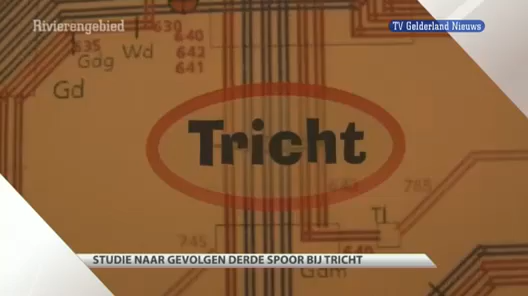 Rivierengebied
TV Gelderland Nieuws
630
640
635
Wd
642
Gdg
641
Gd
Tricht
785
Tl
745
STUDIE NAAR GEVOLGEN DERDE SPOOR BIJ TRICHT
Gdm